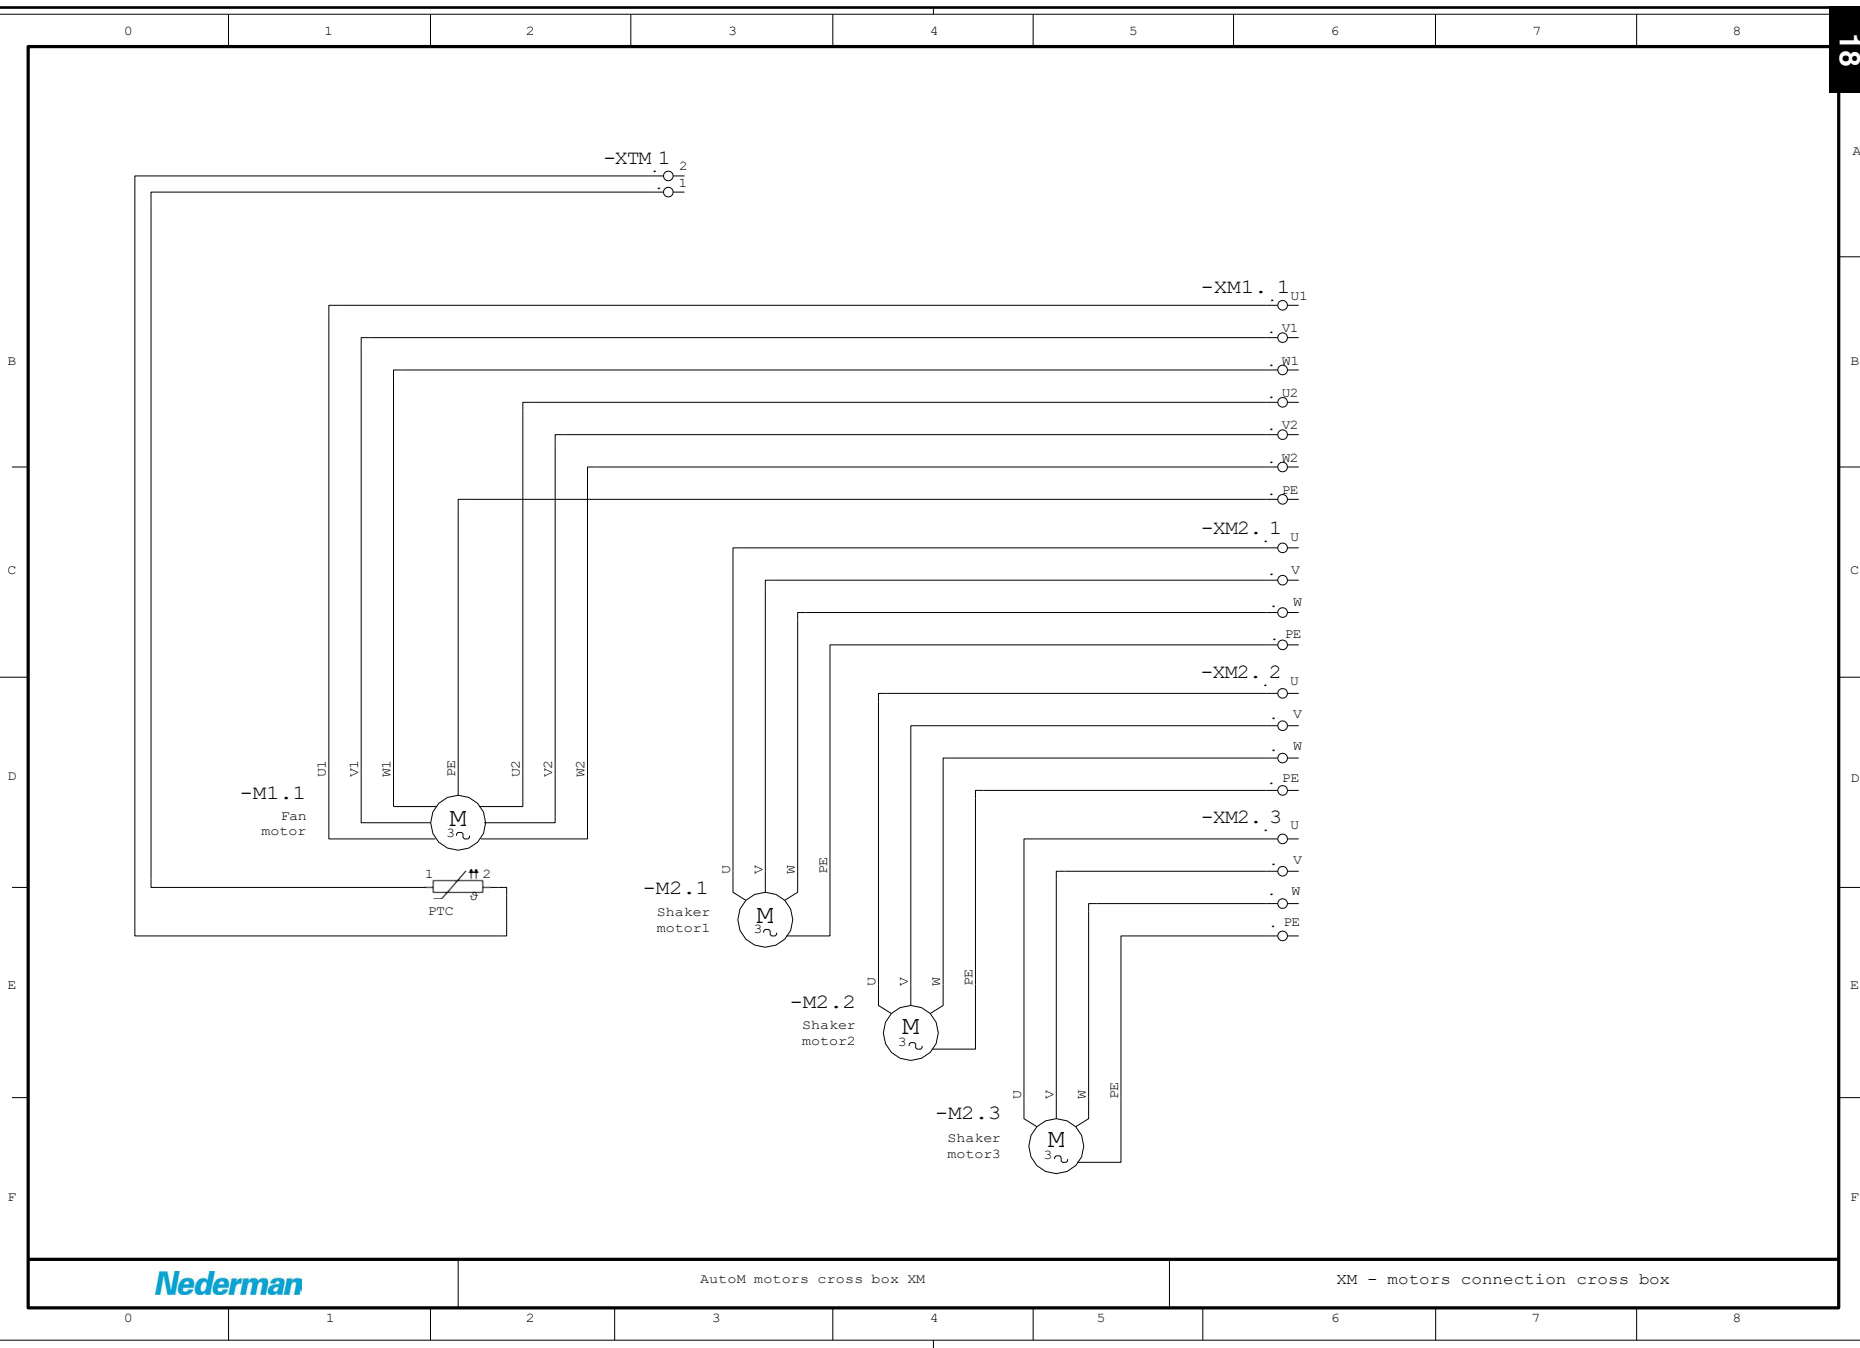 0 1 2 3 4 5 6 7 8
18
A
-XTM 1
2
1
-XM1. 1
U1
V1
B B
W1
U2
V2
W2
PE
-XM2. 1
U
C C
V
W
PE
-XM2. 2
U
V
W
U1 V1 W1 PE U2 V2 W2
D D
PE
-M1.1
Fan
motor
M
3
-XM2. 3
U
V
W
PE
1 2
ϑ
PTC
U V W PE
-M2.1
Shaker
motor1
M
3
E E
U V W PE
-M2.2
Shaker
motor2
M
3
U V W PE
-M2.3
Shaker
motor3
M
3
F F
Nederman
AutoM motors cross box XM
XM - motors connection cross box
0 1 2 3 4 5 6 7 8